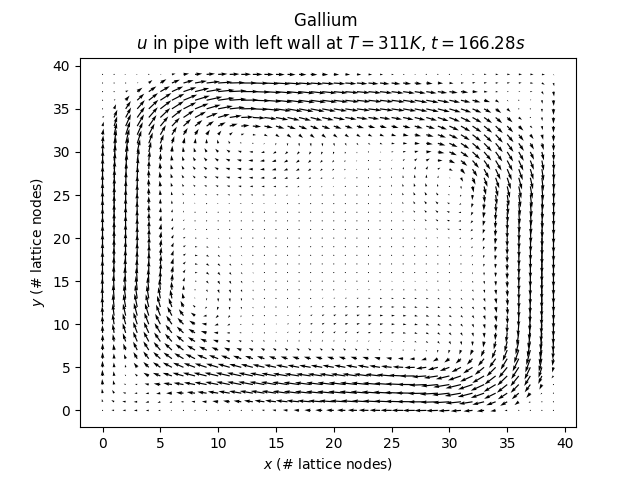 Gallium
u in pipe with left wall at T = 311K, t = 166.28s
40
35
30
25
20
15
10
5
0
y (# lattice nodes)
0 5 10 15 20 25 30 35 40
x (# lattice nodes)